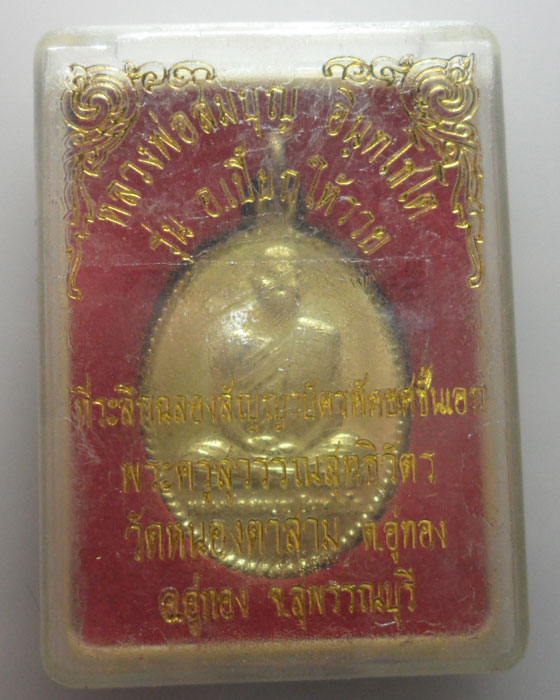 หลวงพ่อสมบุญ อินทโชโต
รุ่น อ.เปี๊ยก ให้รวย
ที่ระลึกฉลองสัญญาบัตรพัดยศชั้นเอก
พระครูสุวรรณสุทธิวัตร
วัดหนองตาสาม ต.อู่ทอง
อ.อู่ทอง จ.สุพรรณบุรี